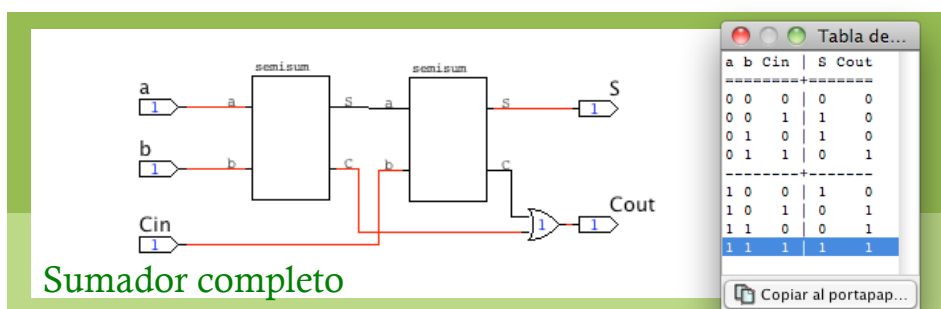 semisum
semisum
a
1
a
S
a
S
S
1
b
1
b
C
b
C
Cin
1
1
Cout
1
Sumador completo
Tabla de...
a b Cin | S Cout
========+=======
0 0 0 | 0 0
0 0 1 | 1 0
0 1 0 | 1 0
0 1 1 | 0 1
--------+-------
1 0 0 | 1 0
1 0 1 | 0 1
1 1 0 | 0 1
1 1 1 | 1 1
Copiar al portapap...